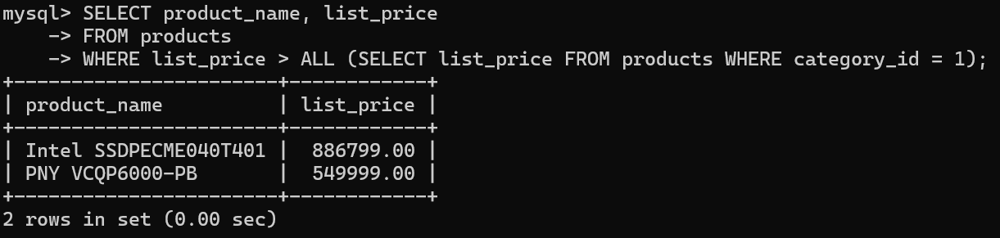 mysql> SELECT product_name, list_price
    -> FROM products
    -> WHERE list_price > ALL (SELECT list_price FROM products WHERE category_id = 1);
+-----------------------+------------+
| product_name          | list_price |
+-----------------------+------------+
| Intel SSDPECME040T401 |  886799.00 |
| PNY VCQP6000-PB       |  549999.00 |
+-----------------------+------------+
2 rows in set (0.00 sec)